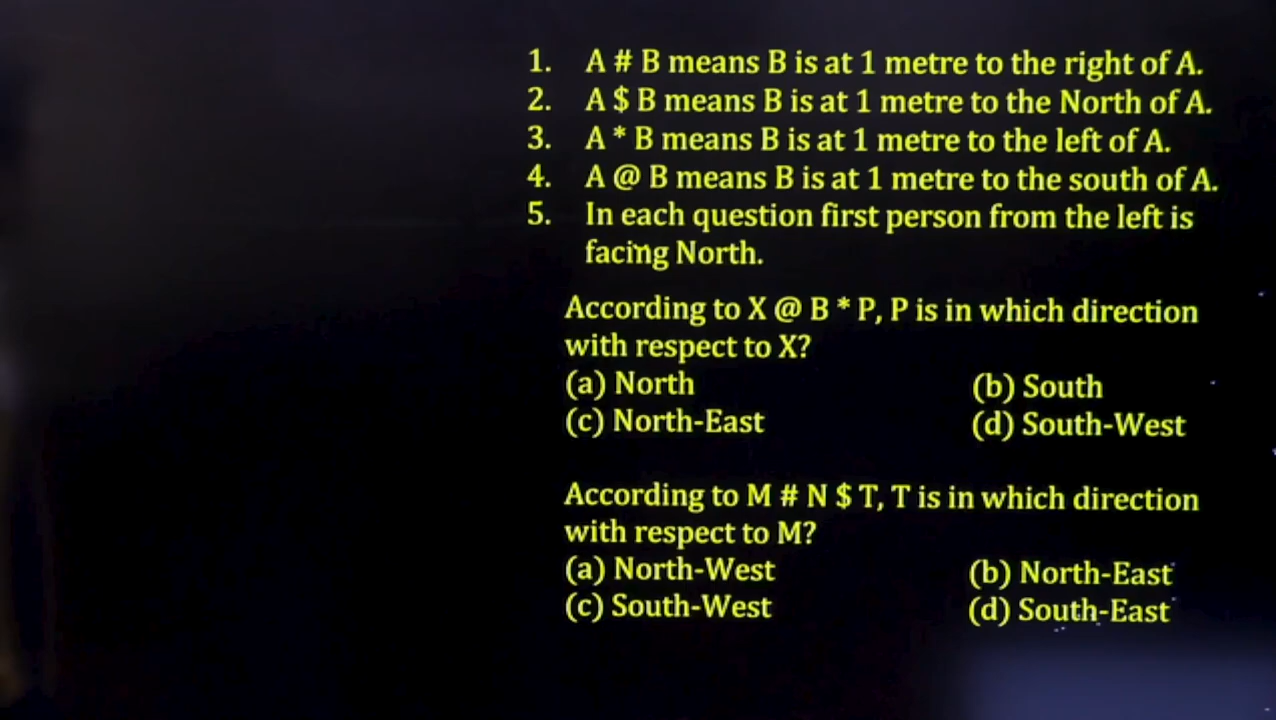 1. A # B means B is at 1 metre to the right of A.
2. A $ B means B is at 1 metre to the North of A.
3. A * B means B is at 1 metre to the left of A.
4. A @ B means B is at 1 metre to the south of A.
5. In each question first person from the left is
facing North.
According to X @ B * P, P is in which direction
with respect to X?
(a) North (b) South
(c) North-East (d) South-West
According to M # N $ T, T is in which direction
with respect to M?
(a) North-West (b) North-East
(c) South-West (d) South-East